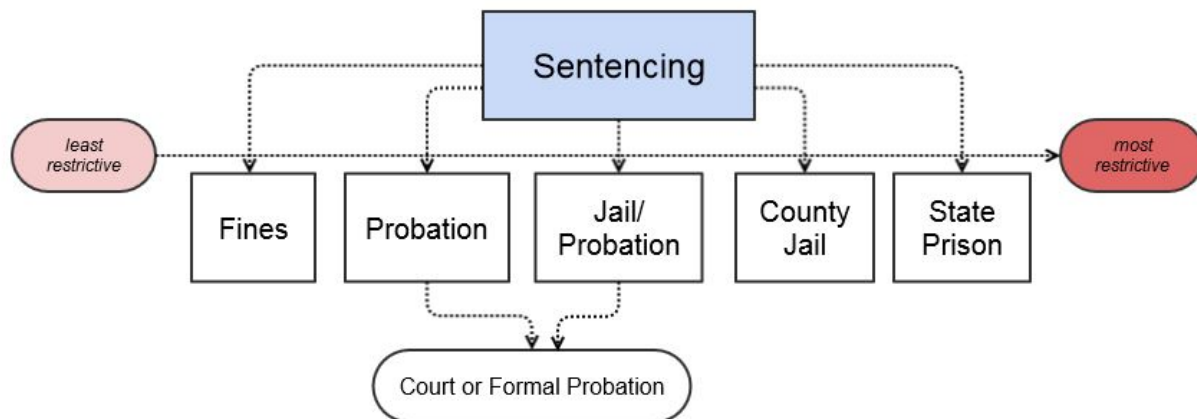 Sentencing
least
restrictive
most
restrictive
Fines
Probation
Jail/
Probation
County
Jail
State
Prison
Court or Formal Probation